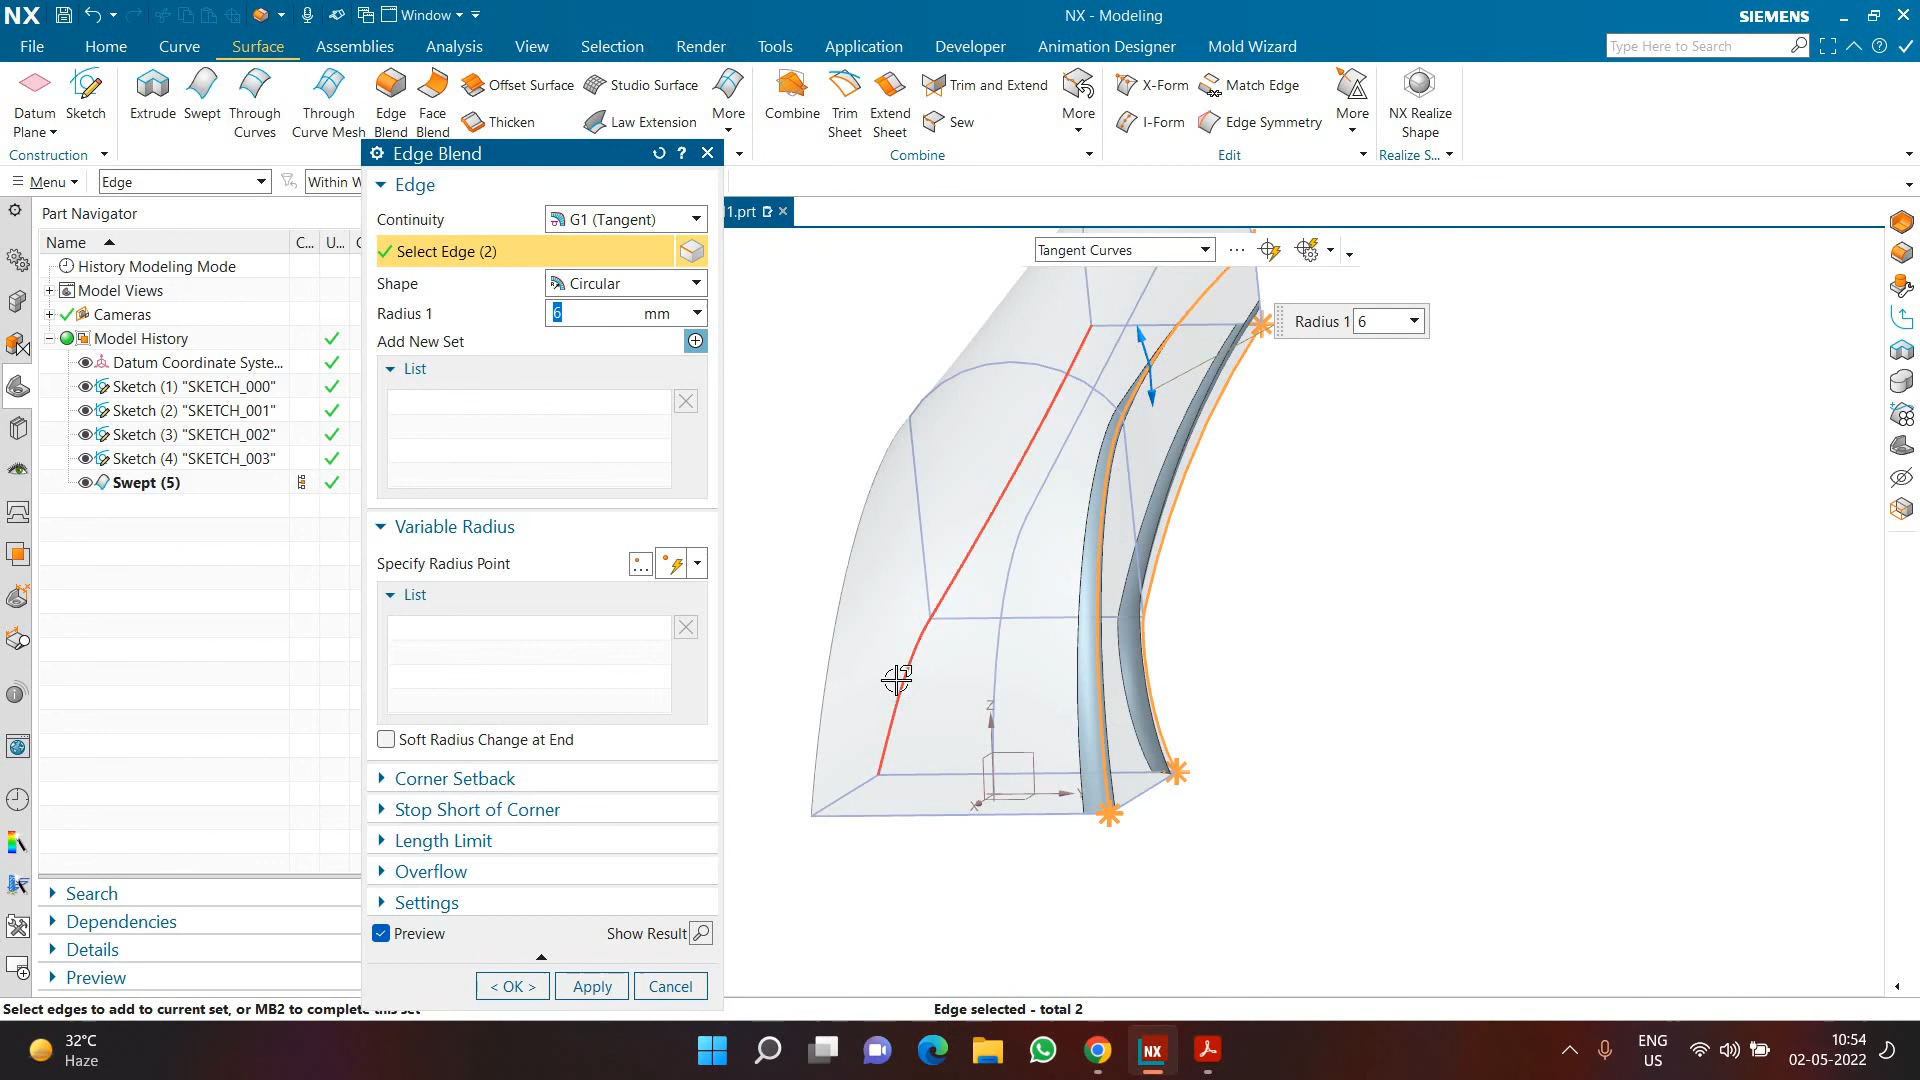 NX
Window
NX - Modeling
SIEMENS
File Home Curve Surface Assemblies Analysis View Selection Render Tools Application Developer Animation Designer Mold Wizard
Type Here to Search
Datum Plane
Sketch
Extrude
Swept
Through Curves
Through Curve Mesh
Edge Blend
Face Blend
Offset Surface
Thicken
Studio Surface
Law Extension
More
Combine
Trim Sheet
Extend Sheet
Trim and Extend
Sew
More
X-Form
I-Form
Match Edge
Edge Symmetry
More
NX Realize Shape
Construction
Combine
Edit
Realize S...
Menu
Edge
Within W
Edge Blend
Part Navigator
1.prt
Name
C...
U...
History Modeling Mode
Model Views
Cameras
Model History
Datum Coordinate Syste...
Sketch (1) "SKETCH_000"
Sketch (2) "SKETCH_001"
Sketch (3) "SKETCH_002"
Sketch (4) "SKETCH_003"
Swept (5)
Search
Dependencies
Details
Preview
Edge
Continuity
G1 (Tangent)
Select Edge (2)
Shape
Circular
Radius 1
6 mm
Add New Set
List
Variable Radius
Specify Radius Point
List
Soft Radius Change at End
Corner Setback
Stop Short of Corner
Length Limit
Overflow
Settings
Preview
Show Result
< OK >
Apply
Cancel
Tangent Curves
Radius 1 6
Z
X
Select edges to add to current set, or MB2 to complete this set
Edge selected - total 2
32°C
Haze
NX
ENG
US
10:54
02-05-2022